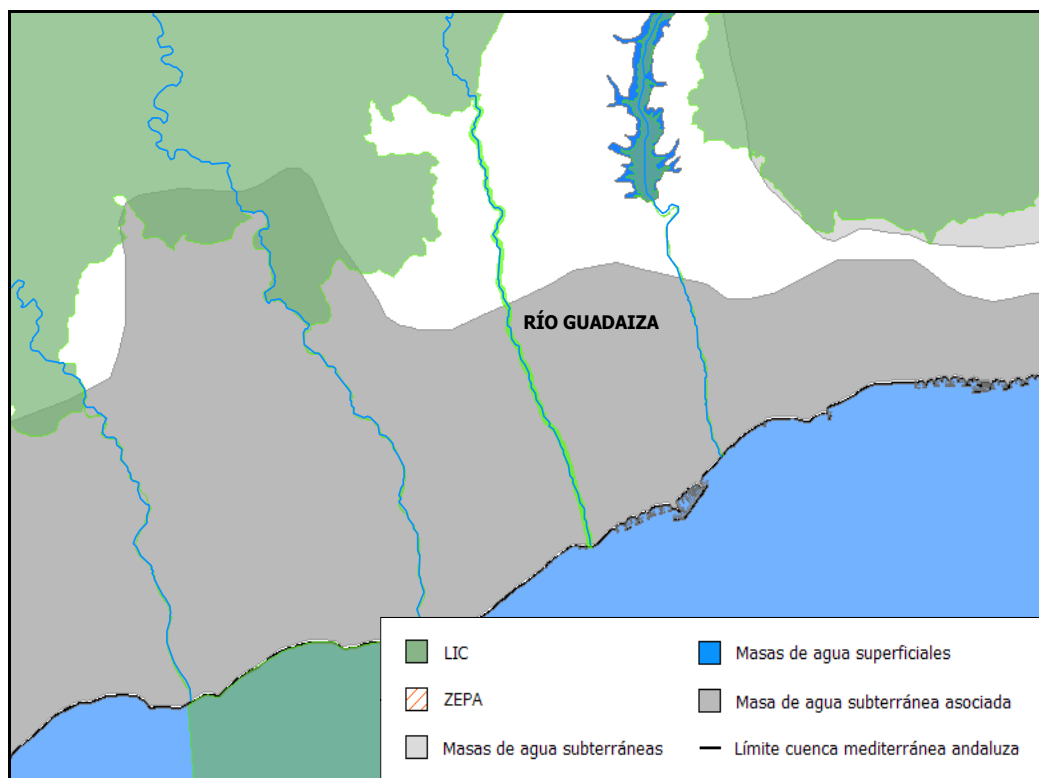 RÍO GUADAIZA
LIC
ZEPA
Masas de agua subterráneas
Masas de agua superficiales
Masa de agua subterránea asociada
Límite cuenca mediterránea andaluza